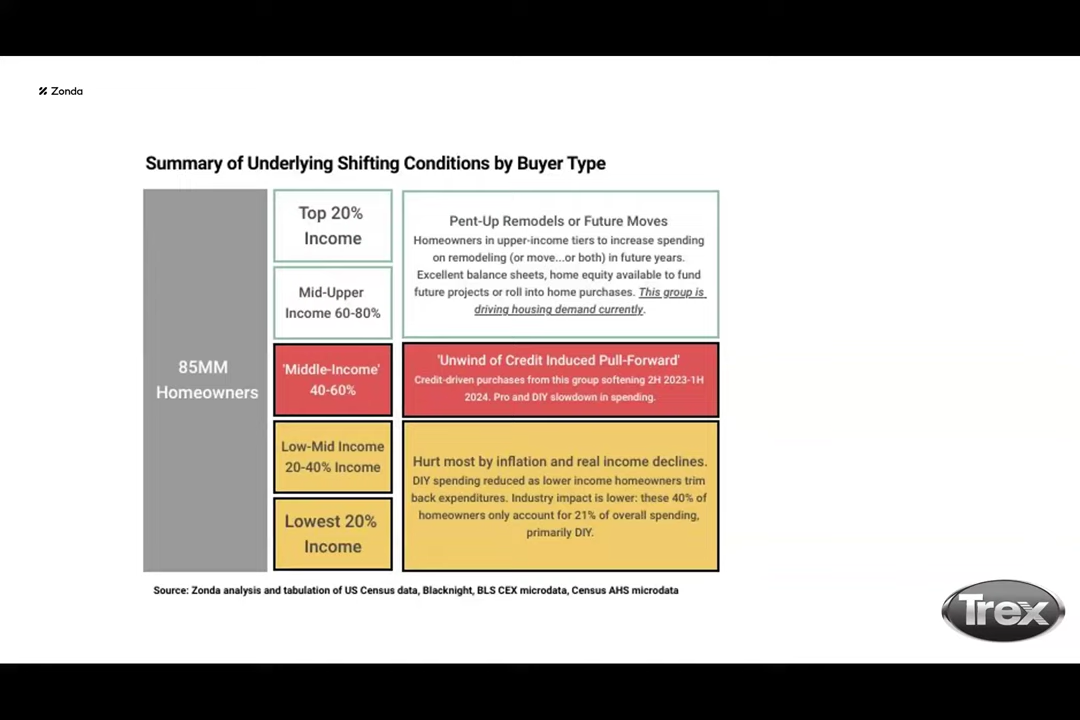 Zonda
Summary of Underlying Shifting Conditions by Buyer Type
85MM
Homeowners
Top 20%
Income
Mid-Upper
Income 60-80%
'Middle-Income'
40-60%
Low-Mid Income
20-40% Income
Lowest 20%
Income
Pent-Up Remodels or Future Moves
Homeowners in upper-income tiers to increase spending
on remodeling (or move...or both) in future years.
Excellent balance sheets, home equity available to fund
future projects or roll into home purchases. This group is
driving housing demand currently.
'Unwind of Credit Induced Pull-Forward'
Credit-driven purchases from this group softening 2H 2023-1H
2024. Pro and DIY slowdown in spending.
Hurt most by inflation and real income declines.
DIY spending reduced as lower income homeowners trim
back expenditures. Industry impact is lower: these 40% of
homeowners only account for 21% of overall spending,
primarily DIY.
Source: Zonda analysis and tabulation of US Census data, Blacknight, BLS CEX microdata, Census AHS microdata
Trex